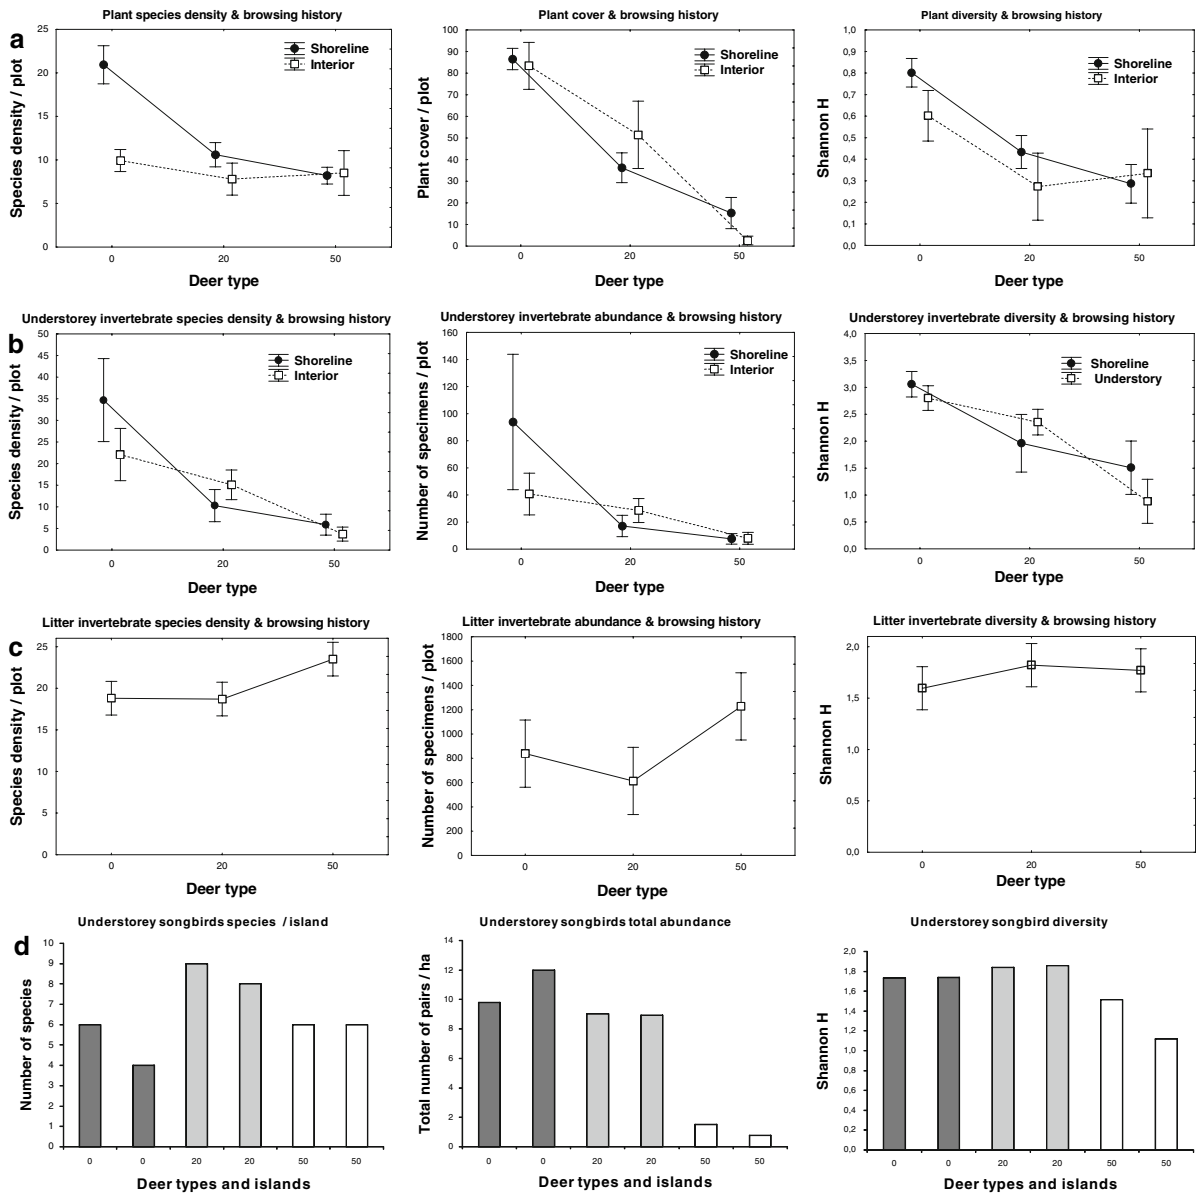 a
Plant species density & browsing history
Species density / plot
25
20
15
10
5
0
Shoreline
Interior
0 20 50
Deer type
Plant cover & browsing history
Plant cover / plot
100
90
80
70
60
50
40
30
20
10
0
Shoreline
Interior
0 20 50
Deer type
Plant diversity & browsing history
Shannon H
1,0
0,9
0,8
0,7
0,6
0,5
0,4
0,3
0,2
0,1
0,0
Shoreline
Interior
0 20 50
Deer type
b
Understorey invertebrate species density & browsing history
Species density / plot
50
45
40
35
30
25
20
15
10
5
0
Shoreline
Interior
0 20 50
Deer type
Understorey invertebrate abundance & browsing history
Number of specimens / plot
160
140
120
100
80
60
40
20
0
Shoreline
Interior
0 20 50
Deer type
Understorey invertebrate diversity & browsing history
Shannon H
4,0
3,5
3,0
2,5
2,0
1,5
1,0
0,5
0,0
Shoreline
Understory
0 20 50
Deer type
c
Litter invertebrate species density & browsing history
Species density / plot
25
20
15
10
5
0
0 20 50
Deer type
Litter invertebrate abundance & browsing history
Number of specimens / plot
1800
1600
1400
1200
1000
800
600
400
200
0
0 20 50
Deer type
Litter invertebrate diversity & browsing history
Shannon H
2,0
1,5
1,0
0,5
0,0
0 20 50
Deer type
d
Understorey songbirds species / island
Number of species
10
9
8
7
6
5
4
3
2
1
0
0 0 20 20 50 50
Deer types and islands
Understorey songbirds total abundance
Total number of pairs / ha
14
12
10
8
6
4
2
0
0 0 20 20 50 50
Deer types and islands
Understorey songbird diversity
Shannon H
2,0
1,8
1,6
1,4
1,2
1,0
0,8
0,6
0,4
0,2
0,0
0 0 20 20 50 50
Deer types and islands